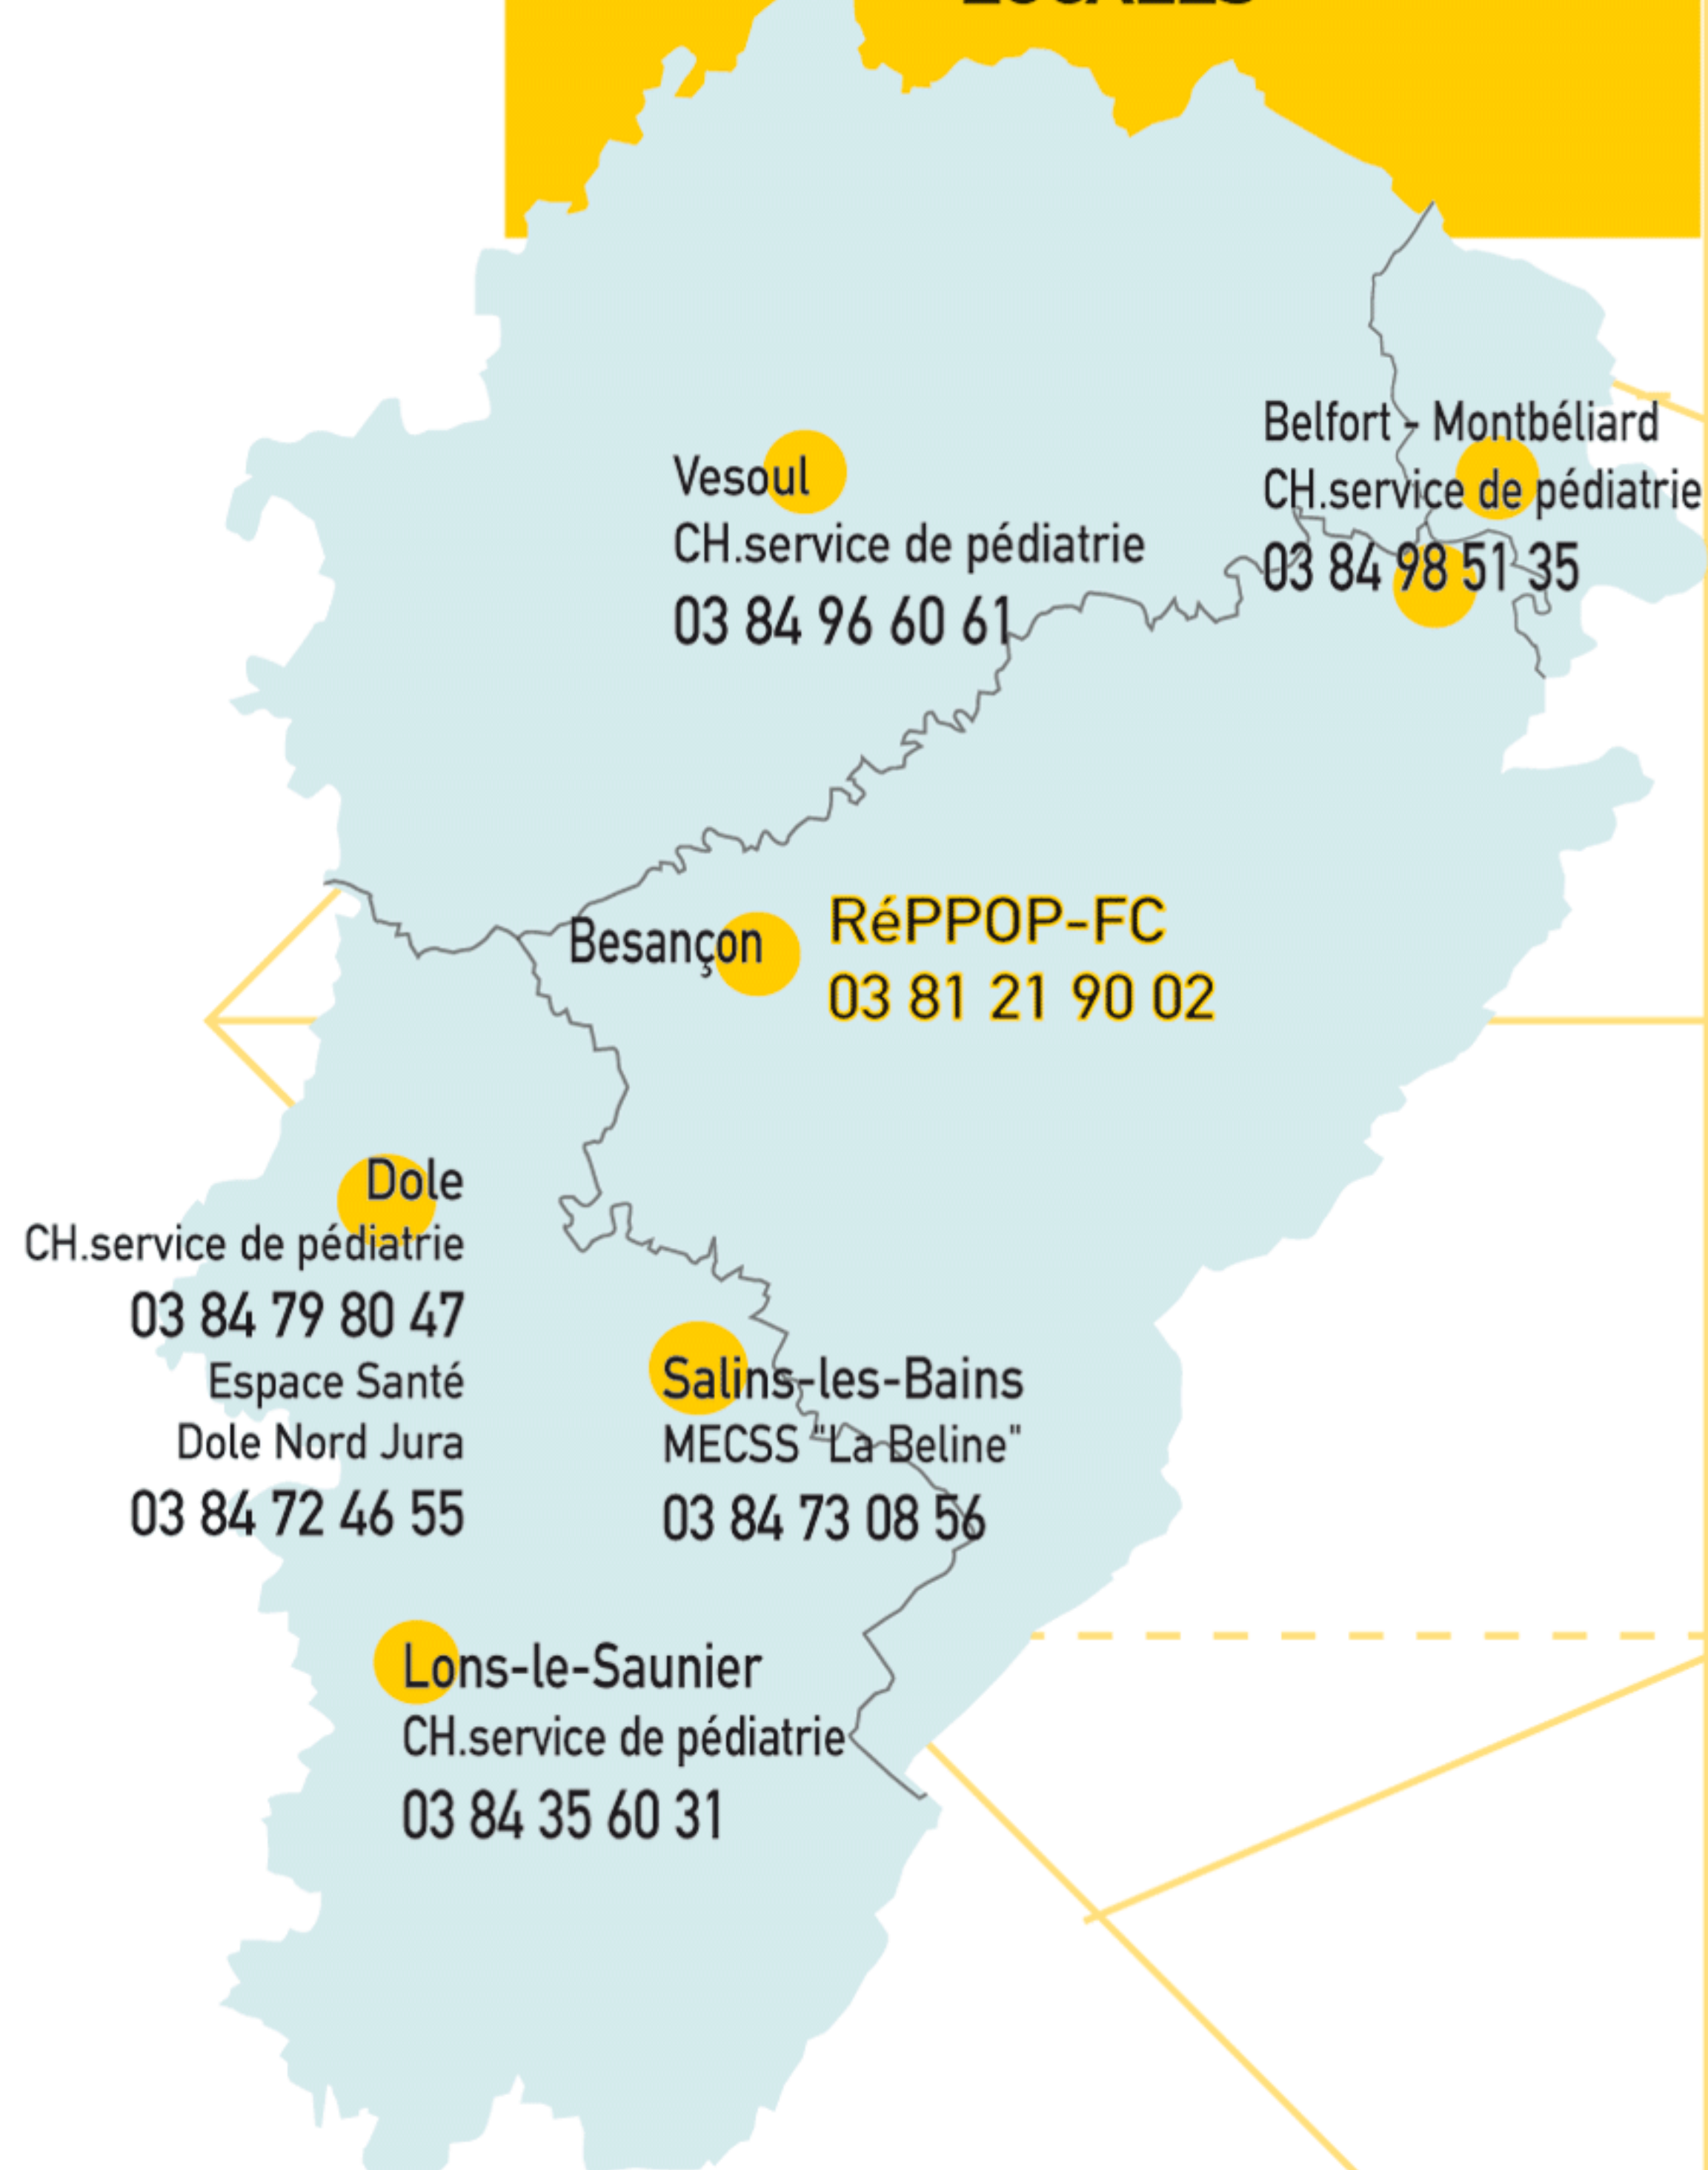 Belfort - Montbéliard
CH.service de pédiatrie
03 84 98 51 35
Vesoul
CH.service de pédiatrie
03 84 96 60 61
Besançon
RéPPOP-FC
03 81 21 90 02
Dole
CH.service de pédiatrie
03 84 79 80 47
Espace Santé
Dole Nord Jura
03 84 72 46 55
Salins-les-Bains
MECSS "La Beline"
03 84 73 08 56
Lons-le-Saunier
CH.service de pédiatrie
03 84 35 60 31